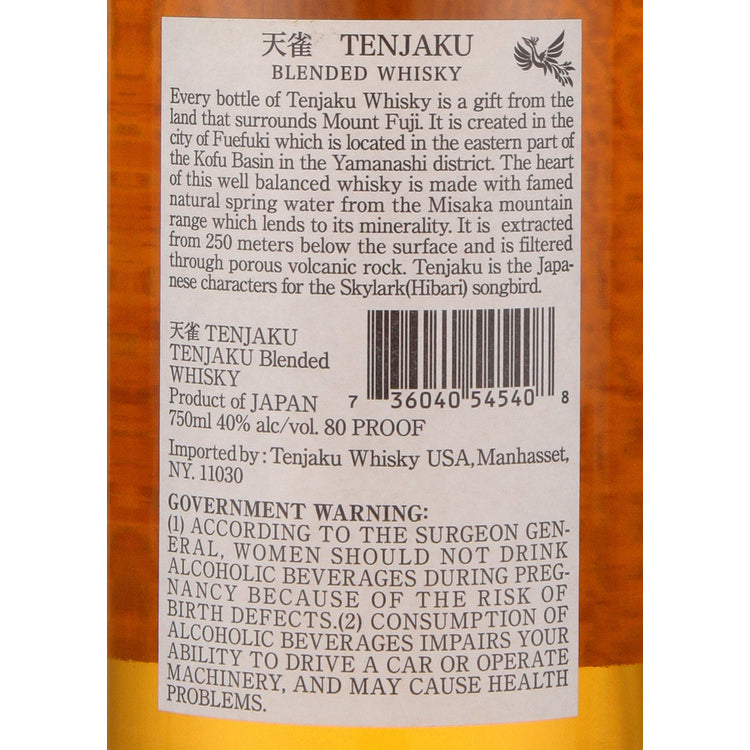 天雀 TENJAKU
BLENDED WHISKY
Every bottle of Tenjaku Whisky is a gift from the
land that surrounds Mount Fuji. It is created in the
city of Fuefuki which is located in the eastern part of
the Kofu Basin in the Yamanashi district. The heart
of this well balanced whisky is made with famed
natural spring water from the Misaka mountain
range which lends to its minerality. It is extracted
from 250 meters below the surface and is filtered
through porous volcanic rock. Tenjaku is the Japa-
nese characters for the Skylark(Hibari) songbird.
天雀 TENJAKU
TENJAKU Blended
WHISKY
Product of JAPAN
750ml 40% alc/vol. 80 PROOF
7 36040 54540 8
Imported by : Tenjaku Whisky USA, Manhasset,
NY. 11030
GOVERNMENT WARNING:
(1) ACCORDING TO THE SURGEON GEN-
ERAL, WOMEN SHOULD NOT DRINK
ALCOHOLIC BEVERAGES DURING PREG-
NANCY BECAUSE OF THE RISK OF
BIRTH DEFECTS.(2) CONSUMPTION OF
ALCOHOLIC BEVERAGES IMPAIRS YOUR
ABILITY TO DRIVE A CAR OR OPERATE
MACHINERY, AND MAY CAUSE HEALTH
PROBLEMS.